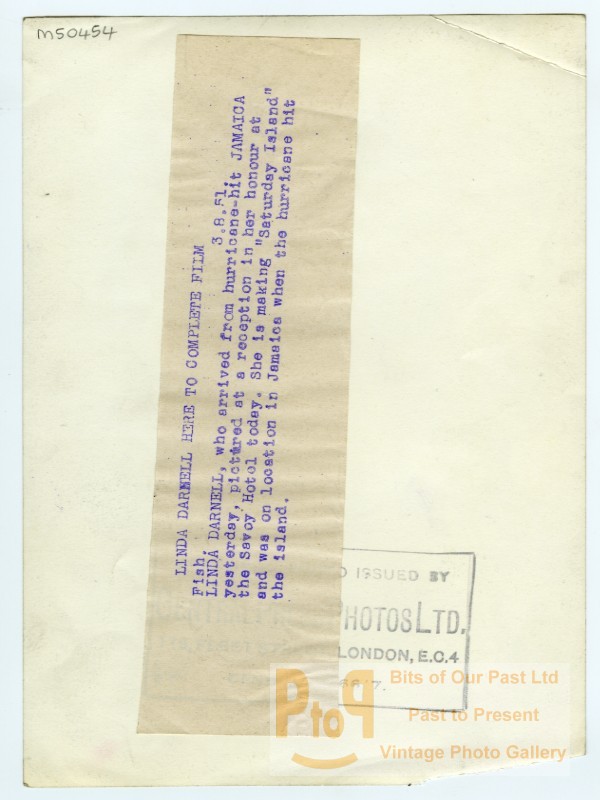 m50454
LINDA DARNELL HERE TO COMPLETE FILM
Fish. 3.8.51.
LINDA DARNELL, who arrived from hurricane-hit JAMAICA
yesterday, pictured at a reception in her honour at
the Savoy Hotel today. She is making "Saturday Island"
and was on location in Jamaica when the hurricane hit
the island.
ISSUED BY
HOTOS LTD.
LONDON, E.C.4
PtoP
Bits of Our Past Ltd
Past to Present
Vintage Photo Gallery